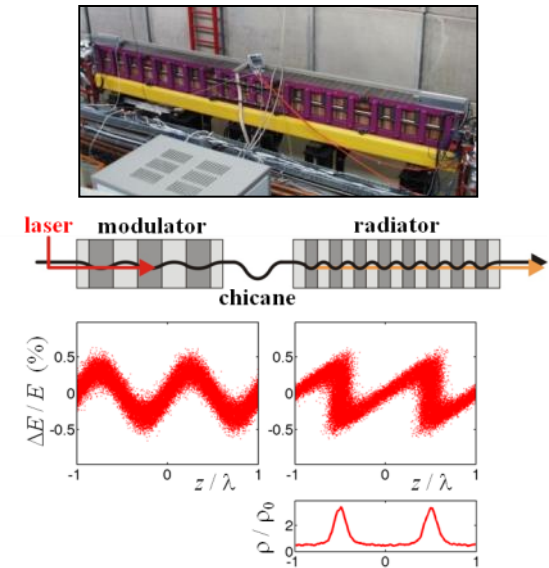 laser
modulator
radiator
chicane
ΔE / E (%)
0.5
0
-0.5
-1
0
1
z / λ
-1
0
1
z / λ
ρ / ρ₀
2
0
-1
0
1